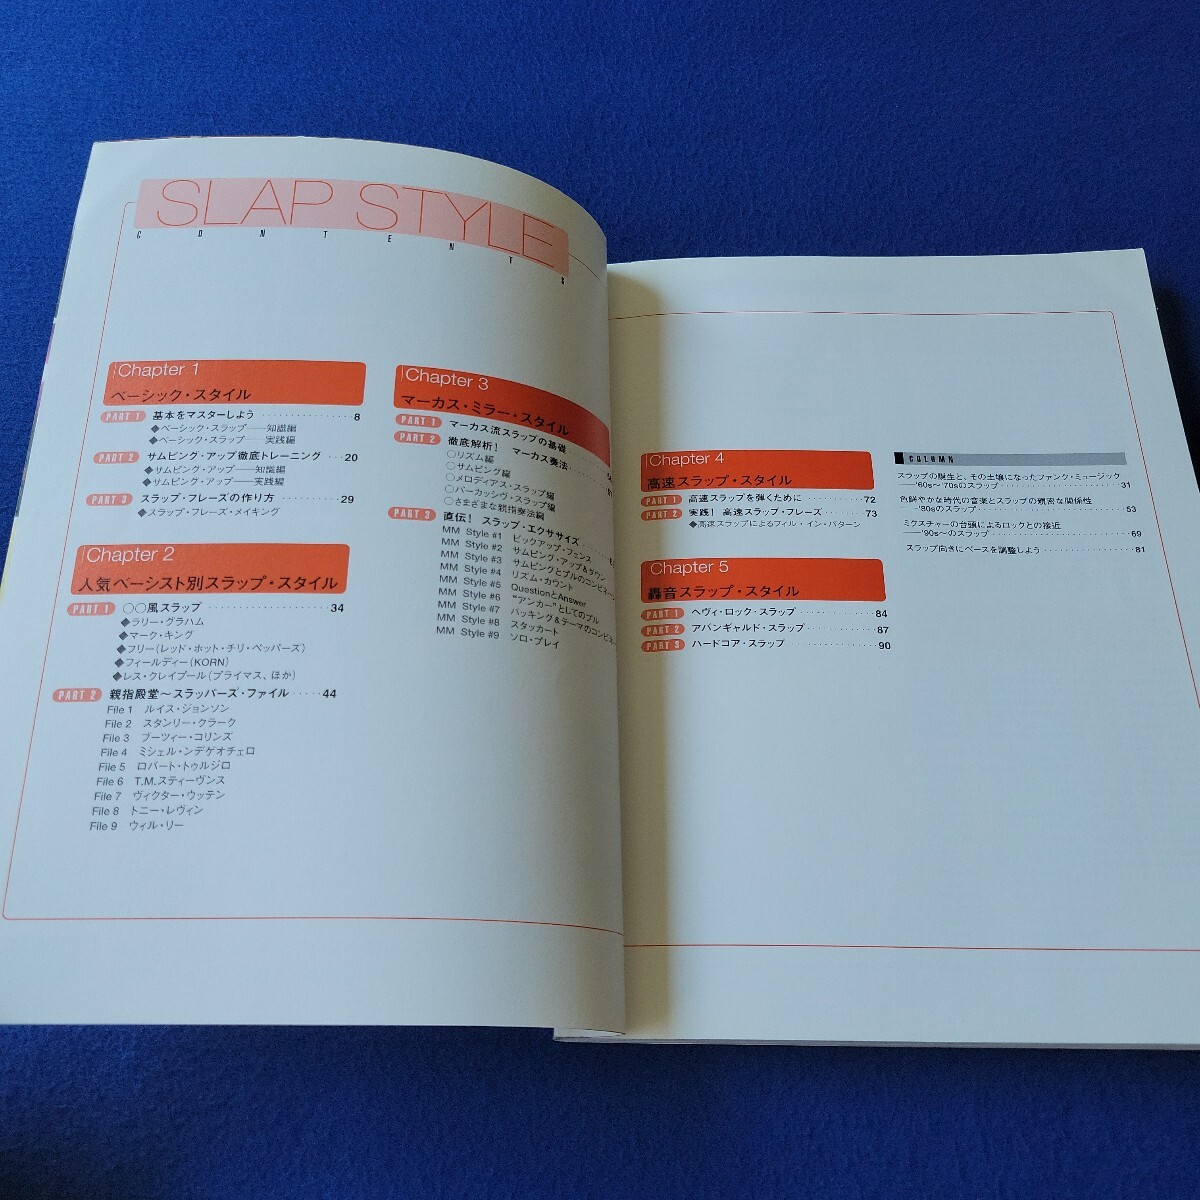 SLAP STYLE
CONTENTS
Chapter 1
ベーシック・スタイル
PART 1 基本をマスターしよう ・・・・・・・・・・ 8
◆ベーシック・スラップ──知識編
◆ベーシック・スラップ──実践編
PART 2 サムピング・アップ徹底トレーニング ・・・20
◆サムピング・アップ──知識編
◆サムピング・アップ──実践編
PART 3 スラップ・フレーズの作り方 ・・・・・・・・・・29
◆スラップ・フレーズ・メイキング
Chapter 2
人気ベーシスト別スラップ・スタイル
PART 1 ○○風スラップ ・・・・・・・・・・34
◆ラリー・グラハム
◆マーク・キング
◆フリー(レッド・ホット・チリ・ペッパーズ)
◆フィールディー(KORN)
◆レス・クレイプール(プライマス、ほか)
PART 2 親指殿堂〜スラッパーズ・ファイル ・・・・・44
File 1 ルイス・ジョンソン
File 2 スタンリー・クラーク
File 3 ブーツィー・コリンズ
File 4 ミシェル・ンデゲオチェロ
File 5 ロバート・トゥルジロ
File 6 T.M.スティーヴンス
File 7 ヴィクター・ウッテン
File 8 トニー・レヴィン
File 9 ウィル・リー
Chapter 3
マーカス・ミラー・スタイル
PART 1 マーカス流スラップの基礎
PART 2 徹底解析! マーカス奏法
○リズム編
○サムピング編
○メロディアス・スラップ編
○パーカッシヴ・スラップ編
○さまざまな親指奏法編
PART 3 直伝! スラップ・エクササイズ
MM Style #1 ピックアップ・フェンス
MM Style #2 サムピング・アップ&ダウン
MM Style #3 サムピングとプルのコンビネー
MM Style #4 リズム・カウント
MM Style #5 QuestionとAnswer
MM Style #6 “アンカー”としてのプル
MM Style #7 バッキング&テーマのコンビネ
MM Style #8 スタッカート
MM Style #9 ソロ・プレイ
Chapter 4
高速スラップ・スタイル
PART 1 高速スラップを弾くために ・・・・・・・・・・72
PART 2 実践! 高速スラップ・フレーズ ・・・・・・73
◆高速スラップによるフィル・イン・パターン
Chapter 5
轟音スラップ・スタイル
PART 1 ヘヴィ・ロック・スラップ ・・・・・・・・・・84
PART 2 アバンギャルド・スラップ ・・・・・・・・・・87
PART 3 ハードコア・スラップ ・・・・・・・・・・90
COLUMN
スラップの誕生と、その土壌になったファンク・ミュージック
──'60s〜'70sのスラップ ・・・・・・・・・・31
色鮮やかな時代の音楽とスラップの親密な関係性
──'80sのスラップ ・・・・・・・・・・53
ミクスチャーの台頭によるロックとの接近
──'90s〜のスラップ ・・・・・・・・・・69
スラップ向きにベースを調整しよう ・・・・・・・・・・81